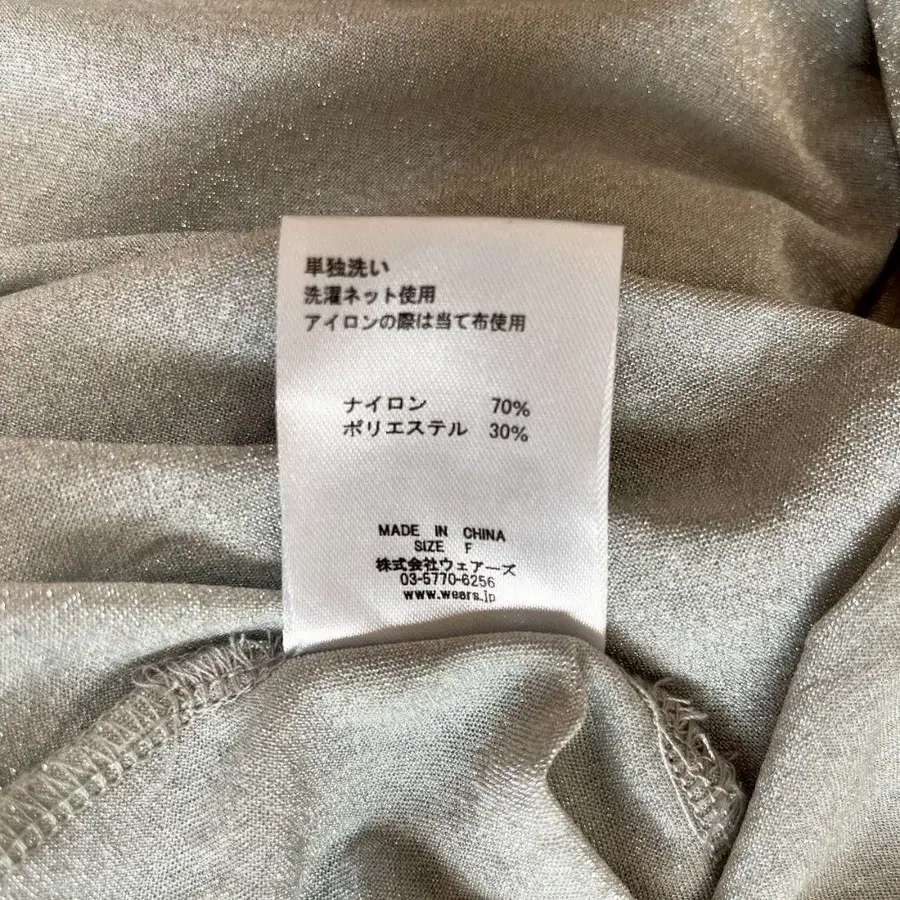 単独洗い
洗濯ネット使用
アイロンの際は当て布使用
ナイロン 70%
ポリエステル 30%
MADE IN CHINA
SIZE F
株式会社ウェアーズ
03-5770-6256
www.wears.jp